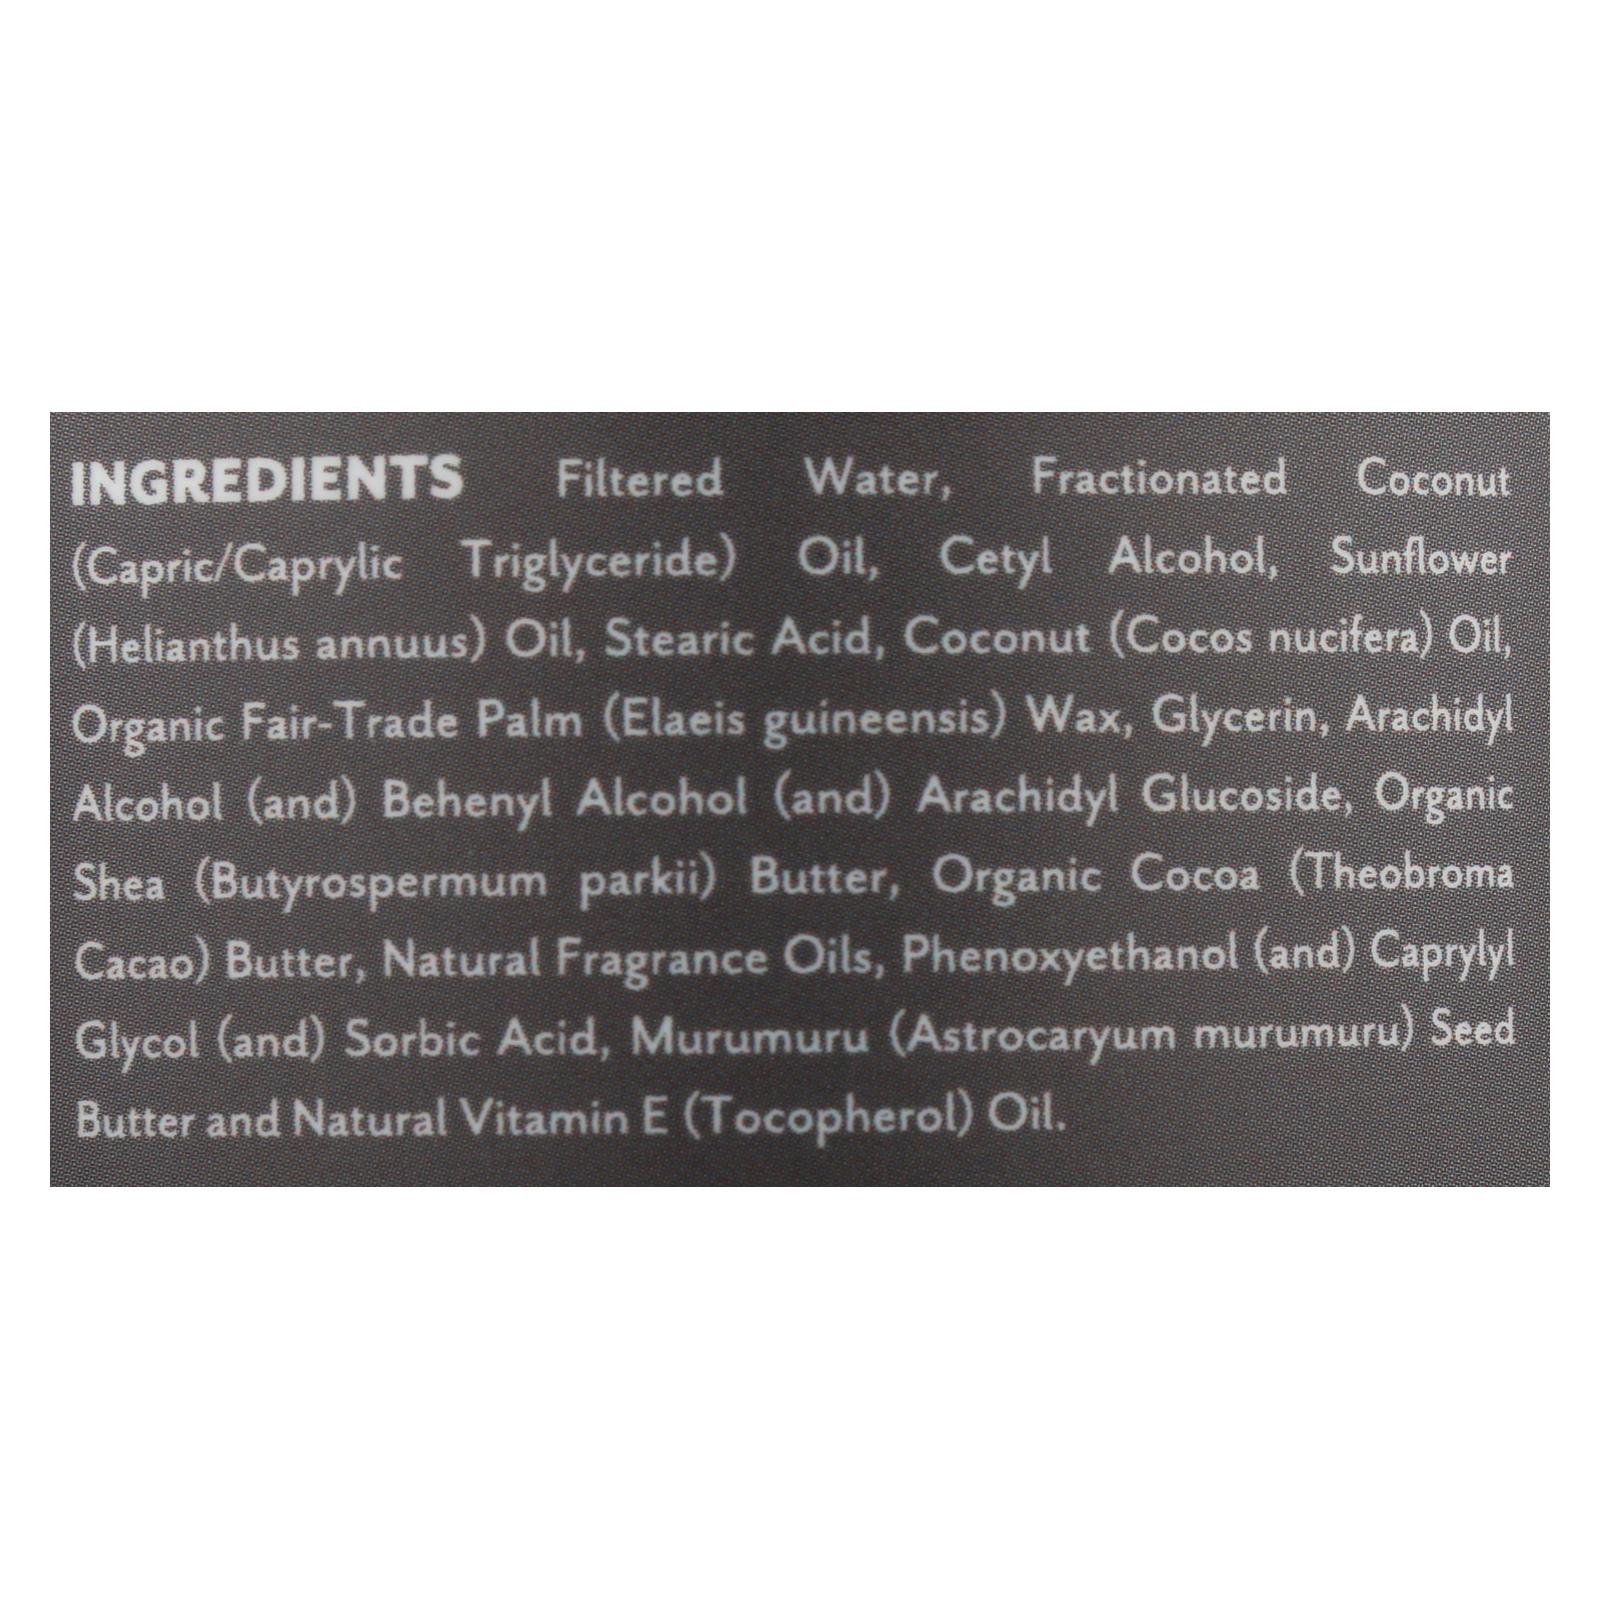 INGREDIENTS Filtered Water, Fractionated Coconut
(Capric/Caprylic Triglyceride) Oil, Cetyl Alcohol, Sunflower
(Helianthus annuus) Oil, Stearic Acid, Coconut (Cocos nucifera) Oil,
Organic Fair-Trade Palm (Elaeis guineensis) Wax, Glycerin, Arachidyl
Alcohol (and) Behenyl Alcohol (and) Arachidyl Glucoside, Organic
Shea (Butyrospermum parkii) Butter, Organic Cocoa (Theobroma
Cacao) Butter, Natural Fragrance Oils, Phenoxyethanol (and) Caprylyl
Glycol (and) Sorbic Acid, Murumuru (Astrocaryum murumuru) Seed
Butter and Natural Vitamin E (Tocopherol) Oil.